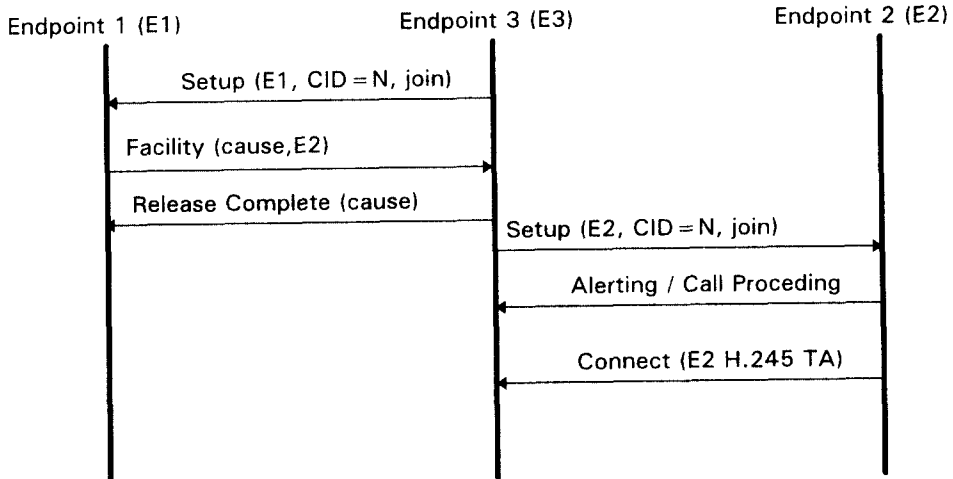 Endpoint 1 (E1)
Endpoint 3 (E3)
Endpoint 2 (E2)
Setup (E1, CID = N, join)
Facility (cause,E2)
Release Complete (cause)
Setup (E2, CID = N, join)
Alerting / Call Proceding
Connect (E2 H.245 TA)